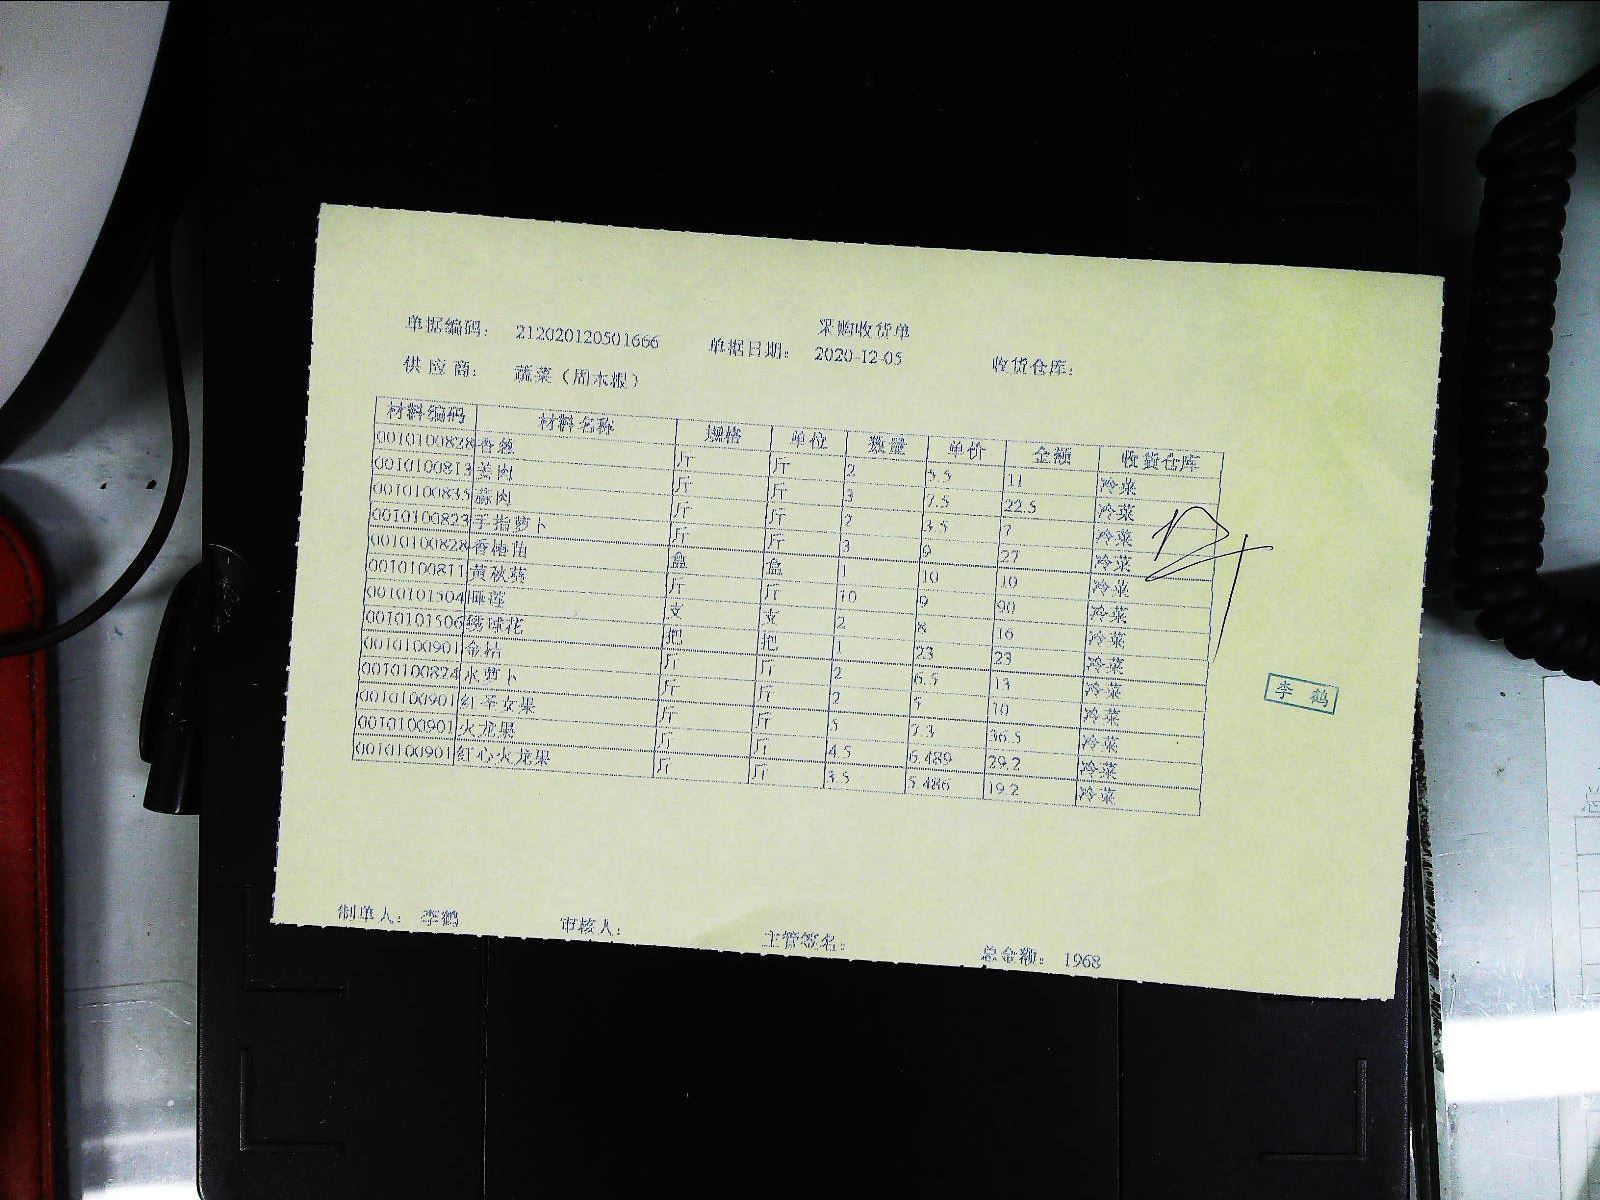 采购收货单
单据编码： 212020120501666 单据日期： 2020-12-05 收货仓库：
供应商： 蔬菜（周木根）
材料编码 材料名称 规格 单位 数量 单价 金额 收货仓库
0010100828 香葱 斤 斤 2 5.5 11 冷菜
0010100813 姜肉 斤 斤 3 7.5 22.5 冷菜
0010100835 蒜肉 斤 斤 2 3.5 7 冷菜
0010100823 手指萝卜 斤 斤 3 9 27 冷菜
0010100828 香椿苗 盒 盒 1 10 10 冷菜
0010100811 黄秋葵 斤 斤 10 9 90 冷菜
0010101504 睡莲 支 支 2 8 16 冷菜
0010101506 绣球花 把 把 1 23 23 冷菜
0010100901 金桔 斤 斤 2 6.5 13 冷菜
0010100824 水萝卜 斤 斤 2 5 10 冷菜
0010100901 红圣女果 斤 斤 5 7.3 36.5 冷菜
0010100901 火龙果 斤 斤 4.5 6.489 29.2 冷菜
0010100901 红心火龙果 斤 斤 3.5 5.486 19.2 冷菜
李 鹤
制单人： 李鹤 审核人： 主管签名： 总金额： 1968